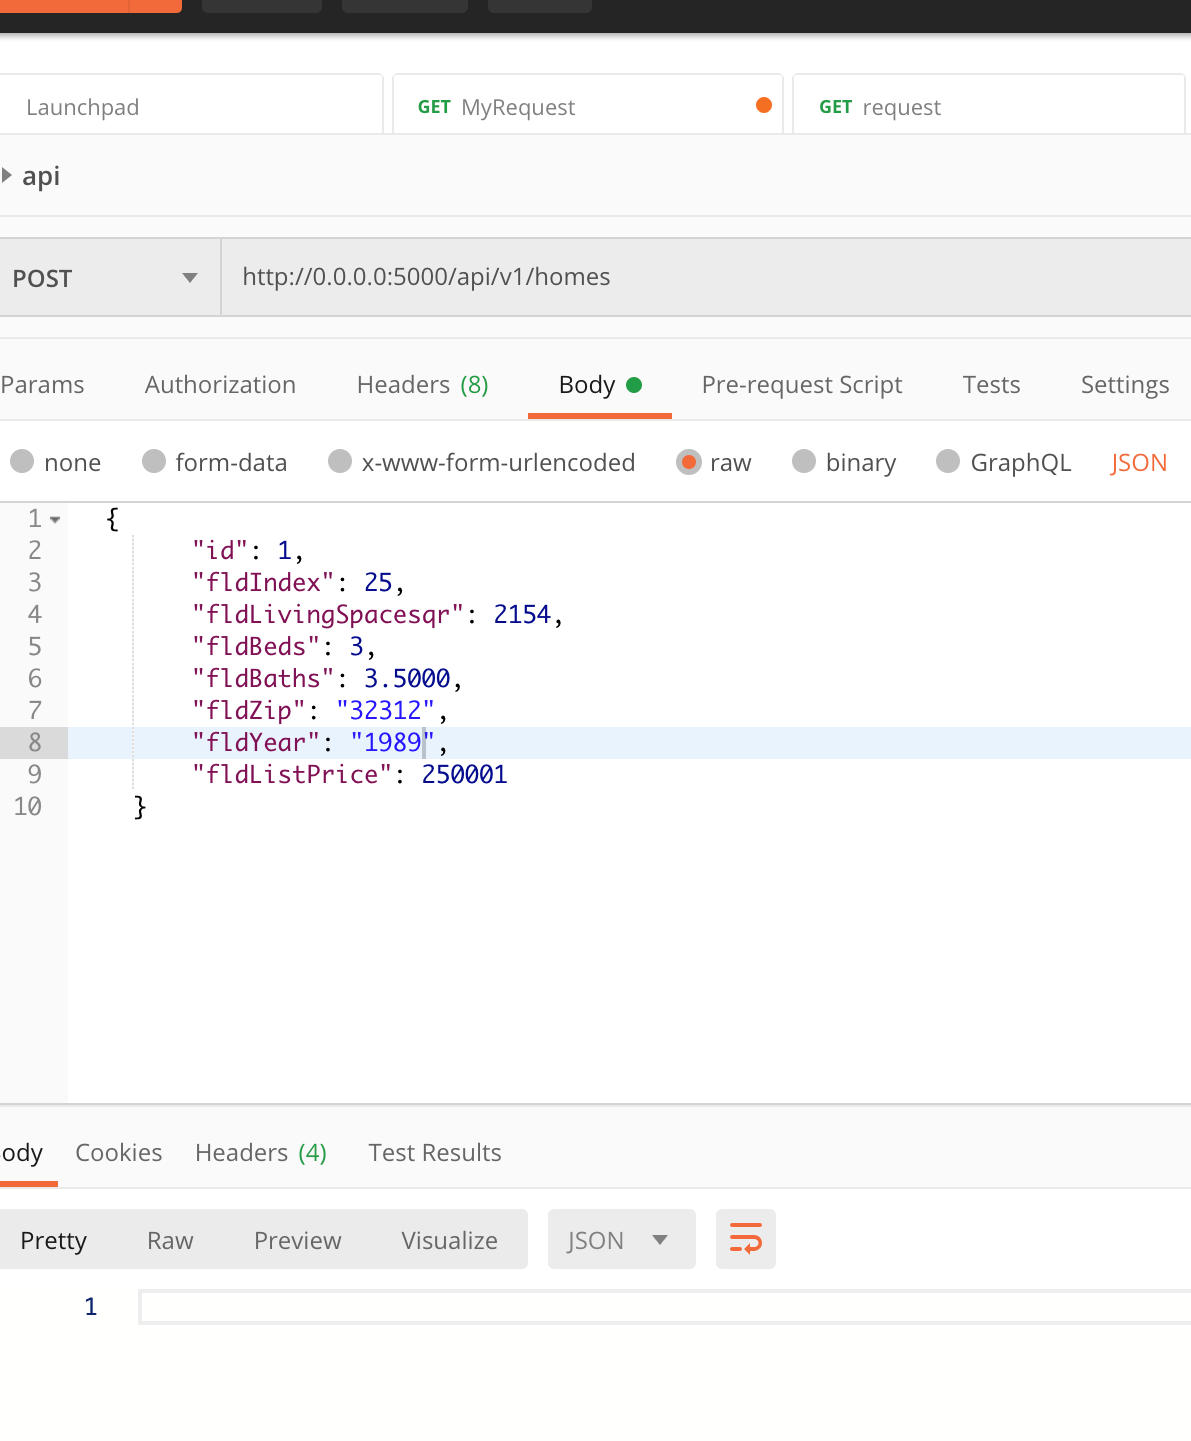 Launchpad
GET MyRequest
GET request
api
POST
http://0.0.0.0:5000/api/v1/homes
Params Authorization Headers (8) Body Pre-request Script Tests Settings
none form-data x-www-form-urlencoded raw binary GraphQL JSON
1 {
2 "id": 1,
3 "fldIndex": 25,
4 "fldLivingSpacesqr": 2154,
5 "fldBeds": 3,
6 "fldBaths": 3.5000,
7 "fldZip": "32312",
8 "fldYear": "1989",
9 "fldListPrice": 250001
10 }
ody Cookies Headers (4) Test Results
Pretty Raw Preview Visualize JSON
1